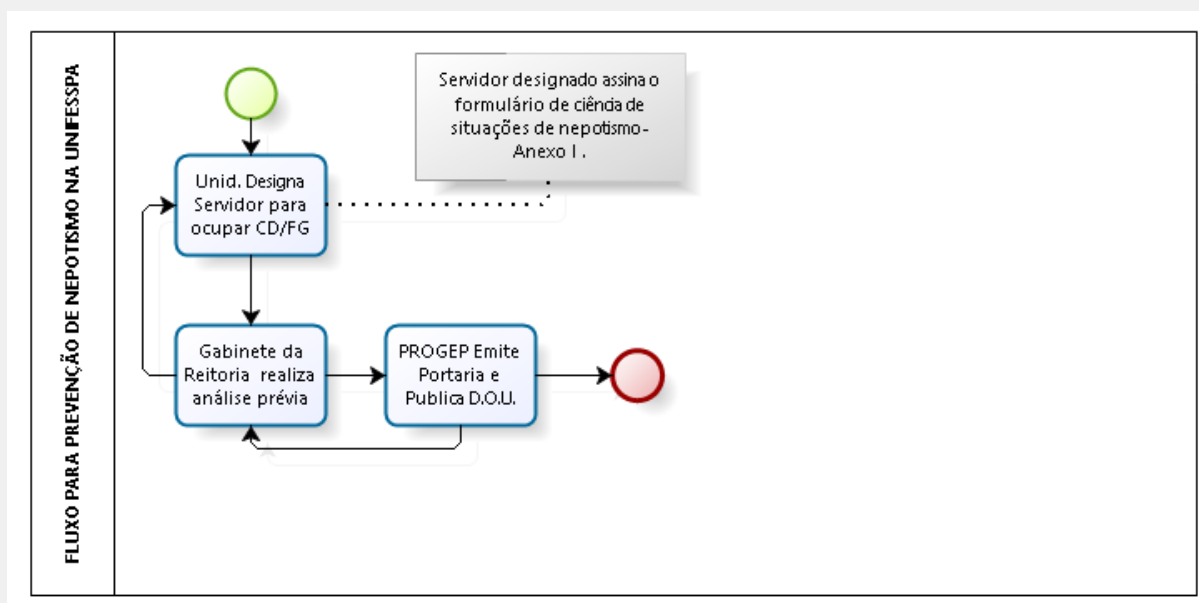 FLUXO PARA PREVENÇÃO DE NEPOTISMO NA UNIFESSPA
Servidor designado assina o
formulário de ciência de
situações de nepotismo-
Anexo I .
Unid. Designa
Servidor para
ocupar CD/FG
Gabinete da
Reitoria realiza
análise prévia
PROGEP Emite
Portaria e
Publica D.O.U.